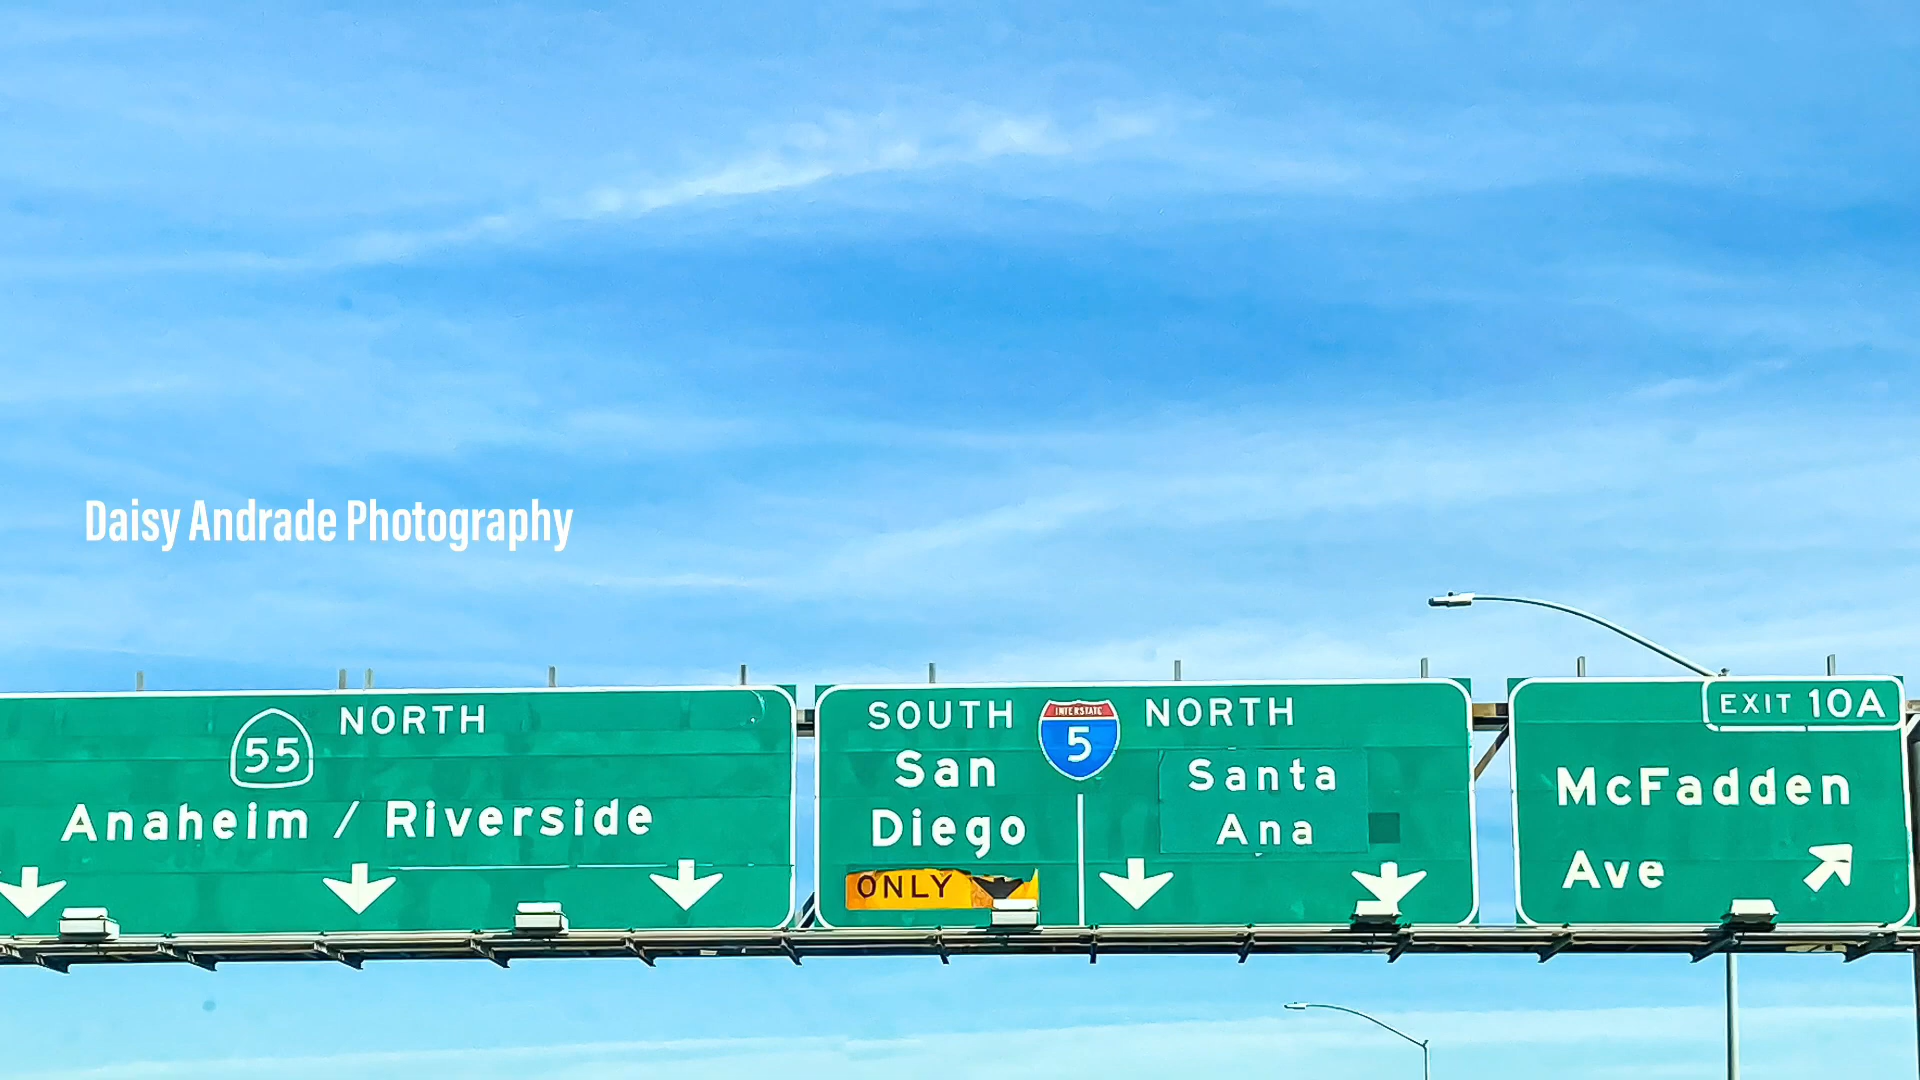 Daisy Andrade Photography
55 NORTH
Anaheim / Riverside
SOUTH INTERSTATE 5 NORTH
San
Diego
ONLY
Santa
Ana
EXIT 10A
McFadden
Ave